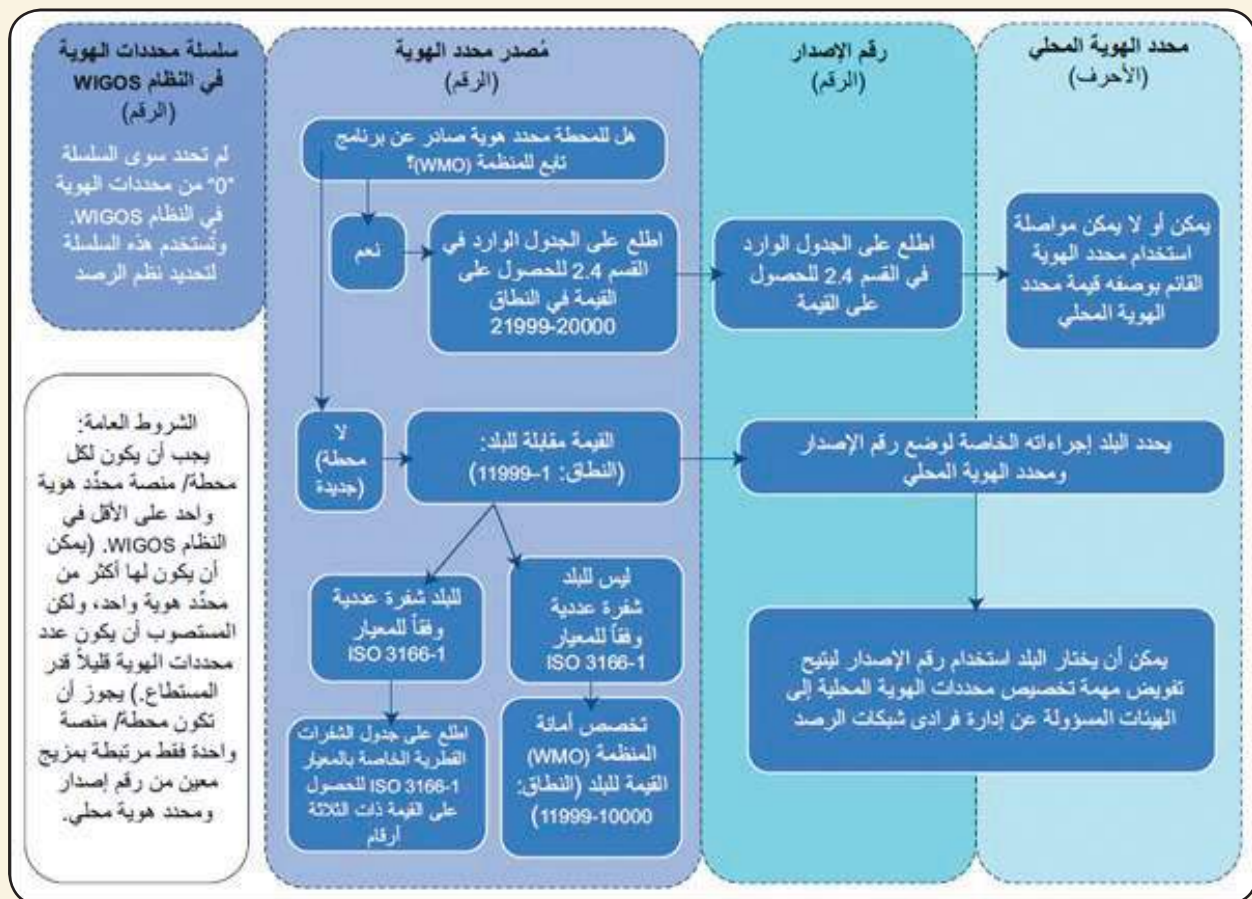 سلسلة محددات الهوية
في النظام WIGOS
(الرقم)
لم تحدد سوى السلسلة
"0" من محددات الهوية
في النظام WIGOS.
وتُستخدم هذه السلسلة
لتحديد نظم الرصد
الشروط العامة:
يجب أن يكون لكل
محطة/ منصة محدِّد هوية
واحد على الأقل في
النظام WIGOS. (يمكن
أن يكون لها أكثر من
محدِّد هوية واحد، ولكن
المستصوب أن يكون عدد
محددات الهوية قليلاً قدر
المستطاع.) يجوز أن
تكون محطة/ منصة
واحدة فقط مرتبطة بمزيج
معين من رقم إصدار
ومحدد هوية محلي.
مُصدر محدد الهوية
(الرقم)
هل للمحطة محدد هوية صادر عن برنامج
تابع للمنظمة (WMO)؟
نعم
اطلع على الجدول الوارد في
القسم 2.4 للحصول على
القيمة في النطاق
21999-20000
لا
(محطة
جديدة)
القيمة مقابلة للبلد:
(النطاق: 1–11999)
للبلد شفرة عددية
وفقاً للمعيار
ISO 3166-1
ليس للبلد
شفرة عددية
وفقاً للمعيار
ISO 3166-1
اطلع على جدول الشفرات
القطرية الخاصة بالمعيار
ISO 3166-1 للحصول
على القيمة ذات الثلاثة
أرقام
تخصص أمانة
المنظمة (WMO)
القيمة للبلد (النطاق:
11999-10000)
رقم الإصدار
(الرقم)
اطلع على الجدول الوارد
في القسم 2.4 للحصول
على القيمة
محدد الهوية المحلي
(الأحرف)
يمكن أو لا يمكن مواصلة
استخدام محدد الهوية
القائم بوصفه قيمة محدد
الهوية المحلي
يحدد البلد إجراءاته الخاصة لوضع رقم الإصدار
ومحدد الهوية المحلي
يمكن أن يختار البلد استخدام رقم الإصدار ليتيح
تفويض مهمة تخصيص محددات الهوية المحلية إلى
الهيئات المسؤولة عن إدارة فرادى شبكات الرصد